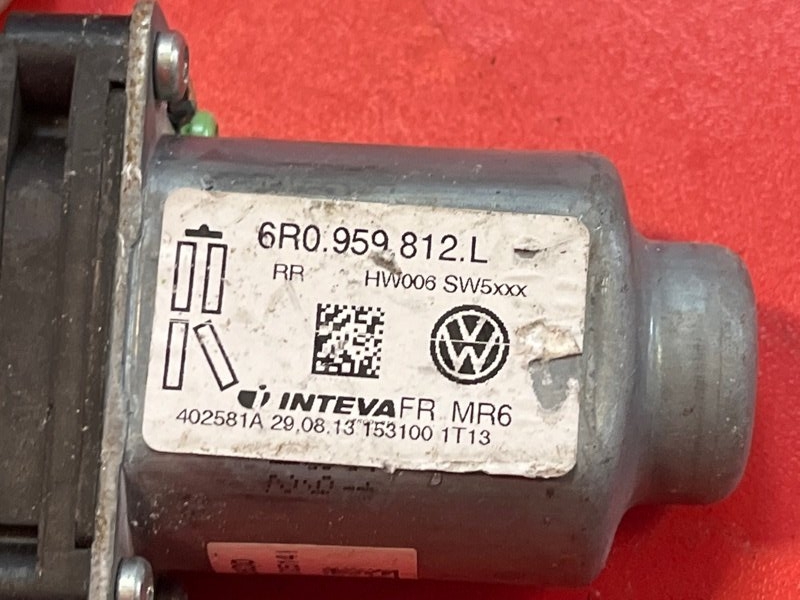 6R0.959.812.L
RR HW006 SW5xxx
INTEVA FR MR6
402581A 29.08.13 153100 1T13